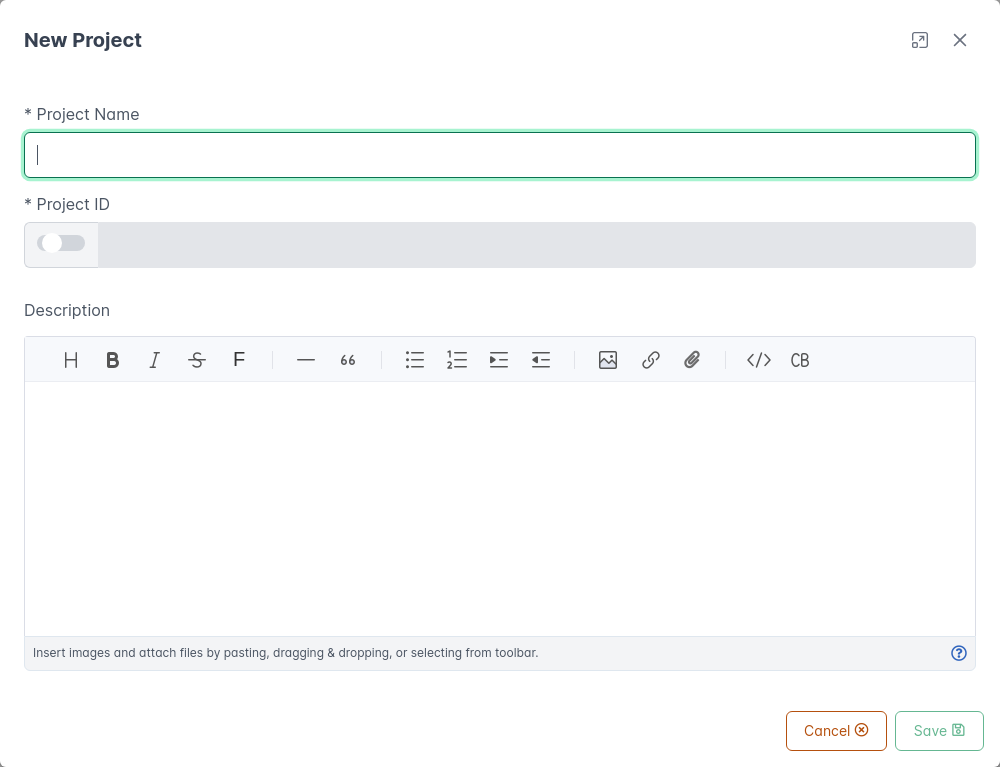 New Project
* Project Name
* Project ID
Description
H B I S F 66 CB
Insert images and attach files by pasting, dragging & dropping, or selecting from toolbar.
Cancel Save